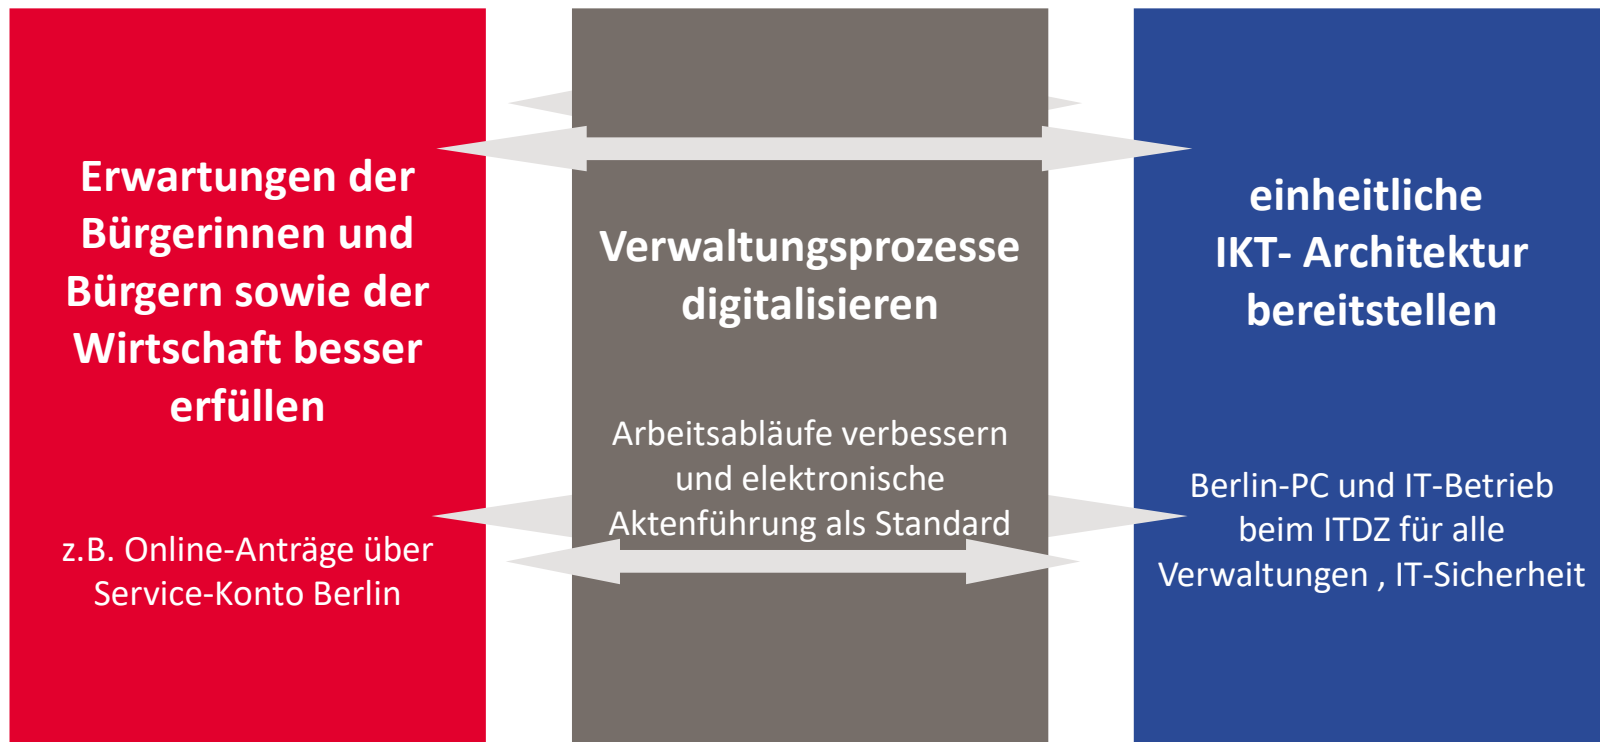 Erwartungen der
Bürgerinnen und
Bürgern sowie der
Wirtschaft besser
erfüllen
z.B. Online-Anträge über
Service-Konto Berlin
Verwaltungsprozesse
digitalisieren
Arbeitsabläufe verbessern
und elektronische
Aktenführung als Standard
einheitliche
IKT- Architektur
bereitstellen
Berlin-PC und IT-Betrieb
beim ITDZ für alle
Verwaltungen , IT-Sicherheit